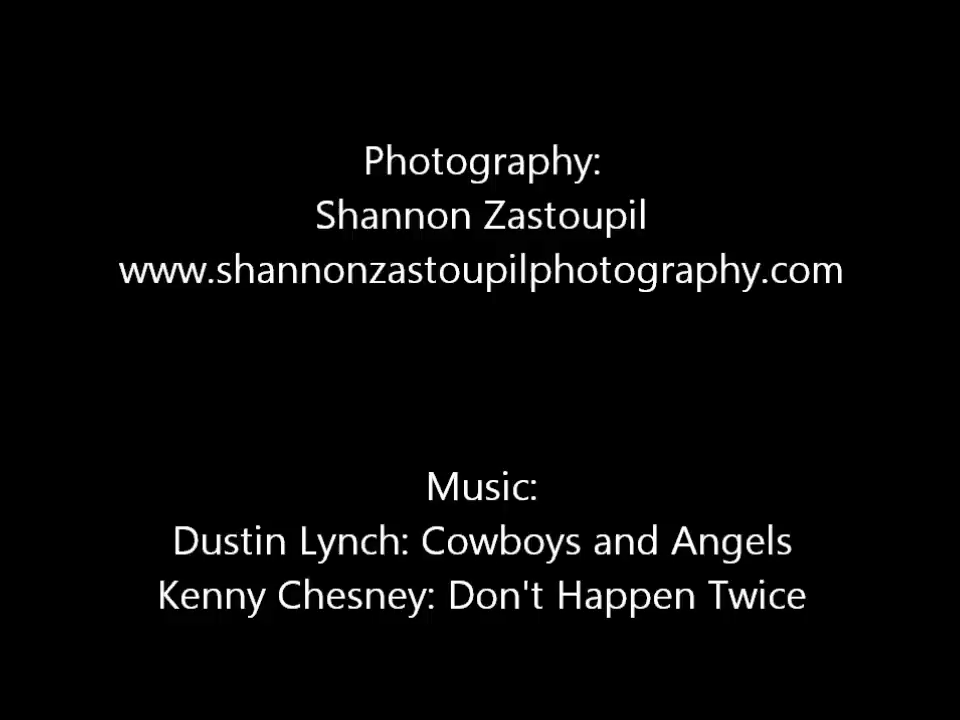 Photography:
Shannon Zastoupil
www.shannonzastoupilphotography.com
Music:
Dustin Lynch: Cowboys and Angels
Kenny Chesney: Don't Happen Twice